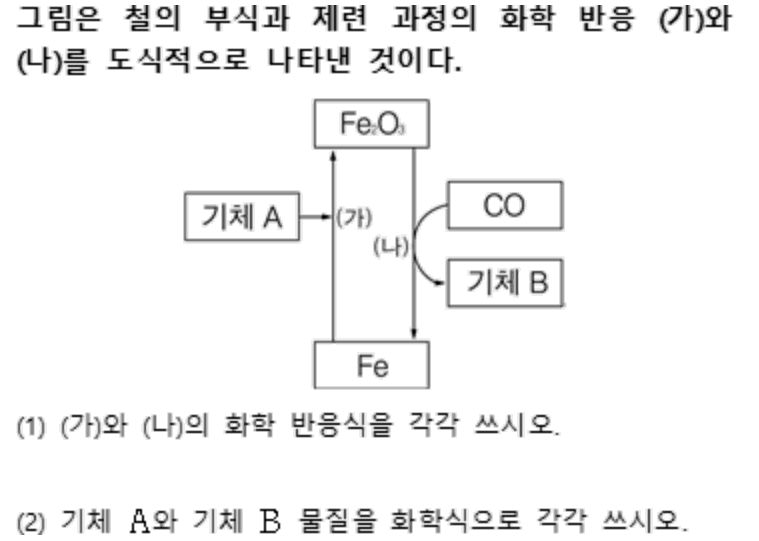 그림은 철의 부식과 제련 과정의 화학 반응 (가)와
(나)를 도식적으로 나타낸 것이다.
Fe₂O₃
기체 A
(가)
CO
(나)
기체 B
Fe
(1) (가)와 (나)의 화학 반응식을 각각 쓰시오.
(2) 기체 A와 기체 B 물질을 화학식으로 각각 쓰시오.